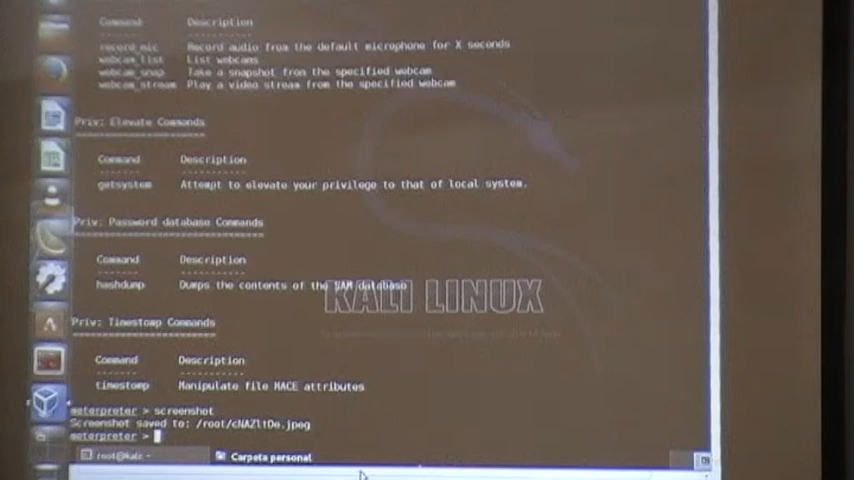 Command Description
record_mic Record audio from the default microphone for X seconds
webcam_list List webcams
webcam_snap Take a snapshot from the specified webcam
webcam_stream Play a video stream from the specified webcam
Priv: Elevate Commands
Command Description
getsystem Attempt to elevate your privilege to that of local system.
Priv: Password database Commands
Command Description
hashdump Dumps the contents of the SAM database
KALI LINUX
Priv: Timestomp Commands
Command Description
timestomp Manipulate file MACE attributes
meterpreter > screenshot
Screenshot saved to: /root/cNAZltDe.jpeg
meterpreter >
root@kali: ~ Carpeta personal